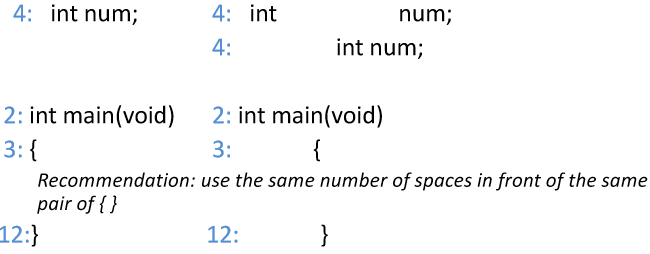 4: int num; 4: int num;
4: int num;
2: int main(void) 2: int main(void)
3: { 3: {
Recommendation: use the same number of spaces in front of the same
pair of { }
12:} 12: }